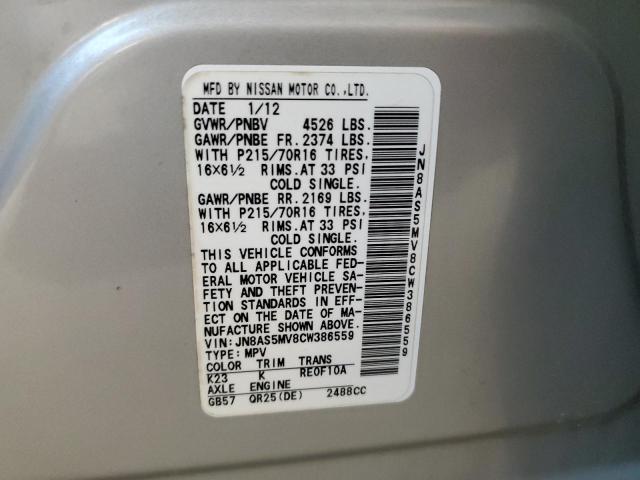 MFD BY NISSAN MOTOR CO.,LTD.
DATE 1/12
GVWR/PNBV 4526 LBS.
GAWR/PNBE FR. 2374 LBS.
WITH P215/70R16 TIRES,
16×6½ RIMS.AT 33 PSI
COLD SINGLE.
GAWR/PNBE RR. 2169 LBS.
WITH P215/70R16 TIRES,
16×6½ RIMS.AT 33 PSI
COLD SINGLE.
THIS VEHICLE CONFORMS
TO ALL APPLICABLE FED-
ERAL MOTOR VEHICLE SA-
FETY AND THEFT PREVEN-
TION STANDARDS IN EFF-
ECT ON THE DATE OF MA-
NUFACTURE SHOWN ABOVE.
VIN:JN8AS5MV8CW386559
TYPE: MPV
COLOR TRIM TRANS
K23 K RE0F10A
AXLE ENGINE
GB57 QR25(DE) 2488CC
JN8AS5MV8CW386559